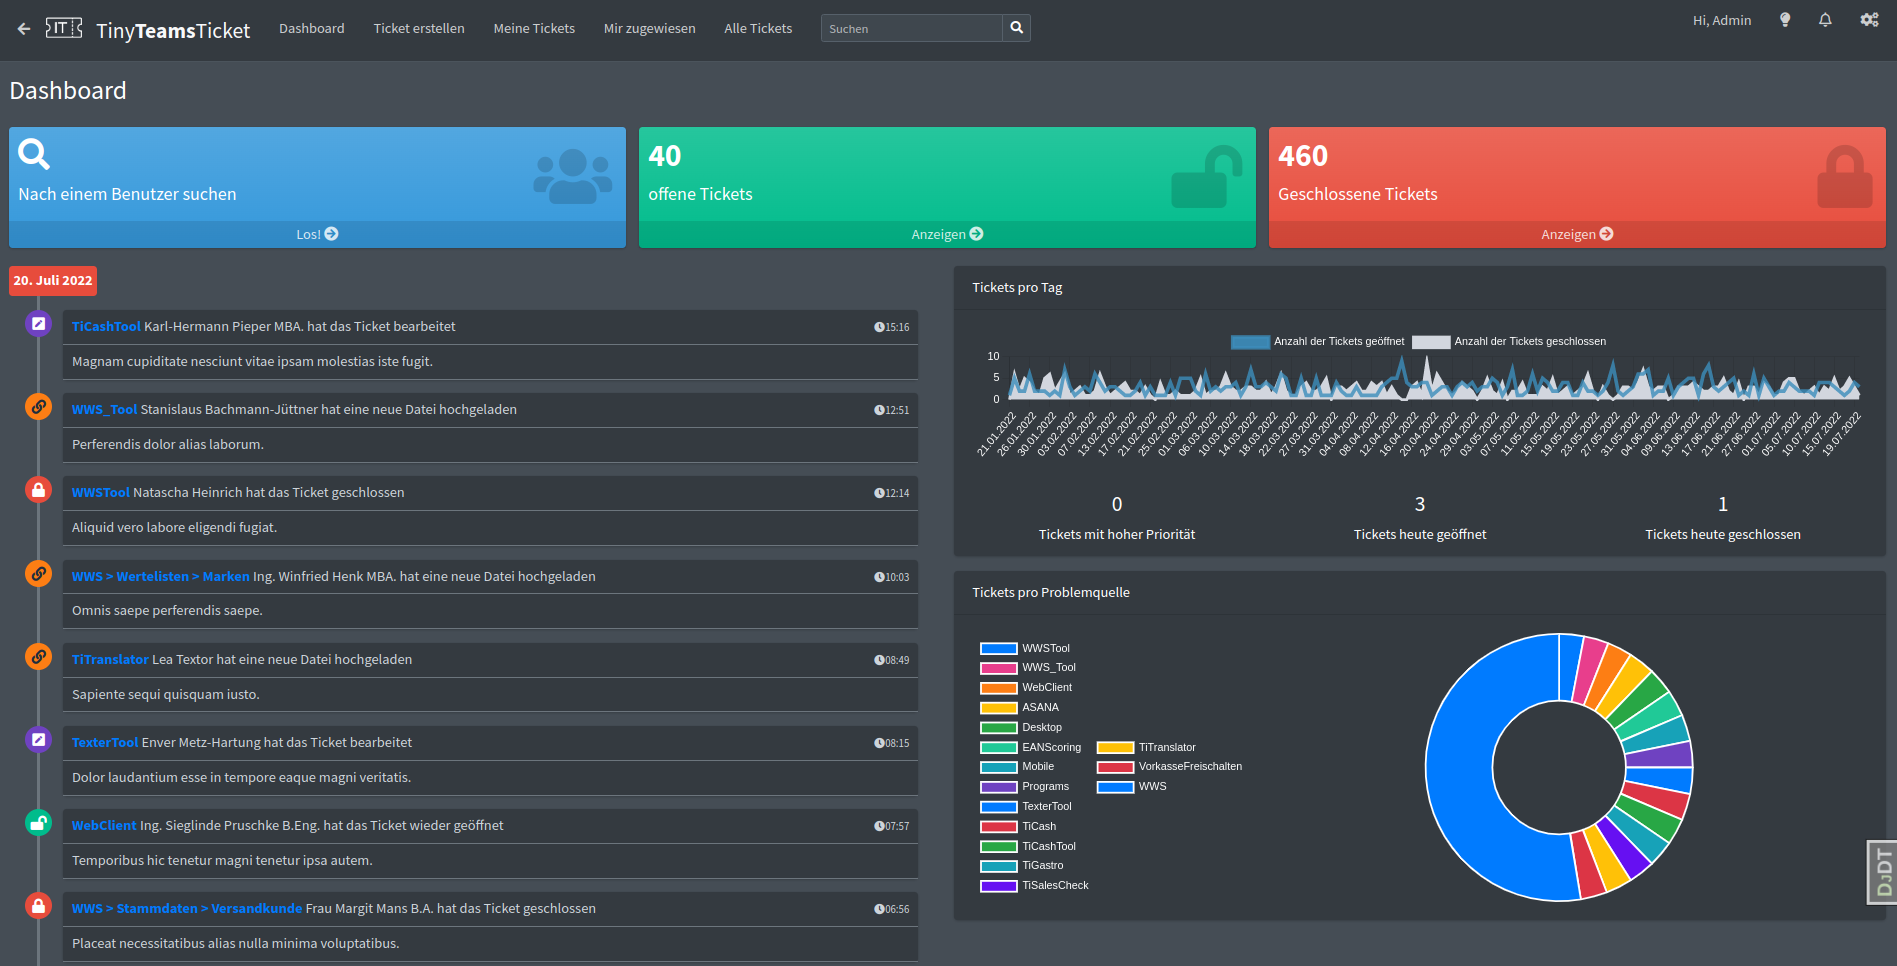 IT TinyTeamsTicket Dashboard Ticket erstellen Meine Tickets Mir zugewiesen Alle Tickets Suchen Hi, Admin
Dashboard
Nach einem Benutzer suchen
Los!
40
offene Tickets
Anzeigen
460
Geschlossene Tickets
Anzeigen
20. Juli 2022
TiCashTool Karl-Hermann Pieper MBA. hat das Ticket bearbeitet 15:16
Magnam cupiditate nesciunt vitae ipsam molestias iste fugit.
WWS_Tool Stanislaus Bachmann-Jüttner hat eine neue Datei hochgeladen 12:51
Perferendis dolor alias laborum.
WWSTool Natascha Heinrich hat das Ticket geschlossen 12:14
Aliquid vero labore eligendi fugiat.
WWS > Wertelisten > Marken Ing. Winfried Henk MBA. hat eine neue Datei hochgeladen 10:03
Omnis saepe perferendis saepe.
TiTranslator Lea Textor hat eine neue Datei hochgeladen 08:49
Sapiente sequi quisquam iusto.
TexterTool Enver Metz-Hartung hat das Ticket bearbeitet 08:15
Dolor laudantium esse in tempore eaque magni veritatis.
WebClient Ing. Sieglinde Pruschke B.Eng. hat das Ticket wieder geöffnet 07:57
Temporibus hic tenetur magni tenetur ipsa autem.
WWS > Stammdaten > Versandkunde Frau Margit Mans B.A. hat das Ticket geschlossen 06:56
Placeat necessitatibus alias nulla minima voluptatibus.
Tickets pro Tag
Anzahl der Tickets geöffnet Anzahl der Tickets geschlossen
10
5
0
21.01.2022 26.01.2022 30.01.2022 03.02.2022 07.02.2022 13.02.2022 17.02.2022 21.02.2022 25.02.2022 01.03.2022 06.03.2022 10.03.2022 14.03.2022 18.03.2022 22.03.2022 27.03.2022 31.03.2022 04.04.2022 08.04.2022 12.04.2022 16.04.2022 20.04.2022 24.04.2022 29.04.2022 03.05.2022 07.05.2022 11.05.2022 15.05.2022 19.05.2022 23.05.2022 27.05.2022 31.05.2022 04.06.2022 09.06.2022 13.06.2022 17.06.2022 21.06.2022 27.06.2022 01.07.2022 05.07.2022 10.07.2022 15.07.2022 19.07.2022
0
Tickets mit hoher Priorität
3
Tickets heute geöffnet
1
Tickets heute geschlossen
Tickets pro Problemquelle
WWSTool
WWS_Tool
WebClient
ASANA
Desktop
EANScoring
Mobile
Programs
TexterTool
TiCash
TiCashTool
TiGastro
TiSalesCheck
TiTranslator
VorkasseFreischalten
WWS
DJDT